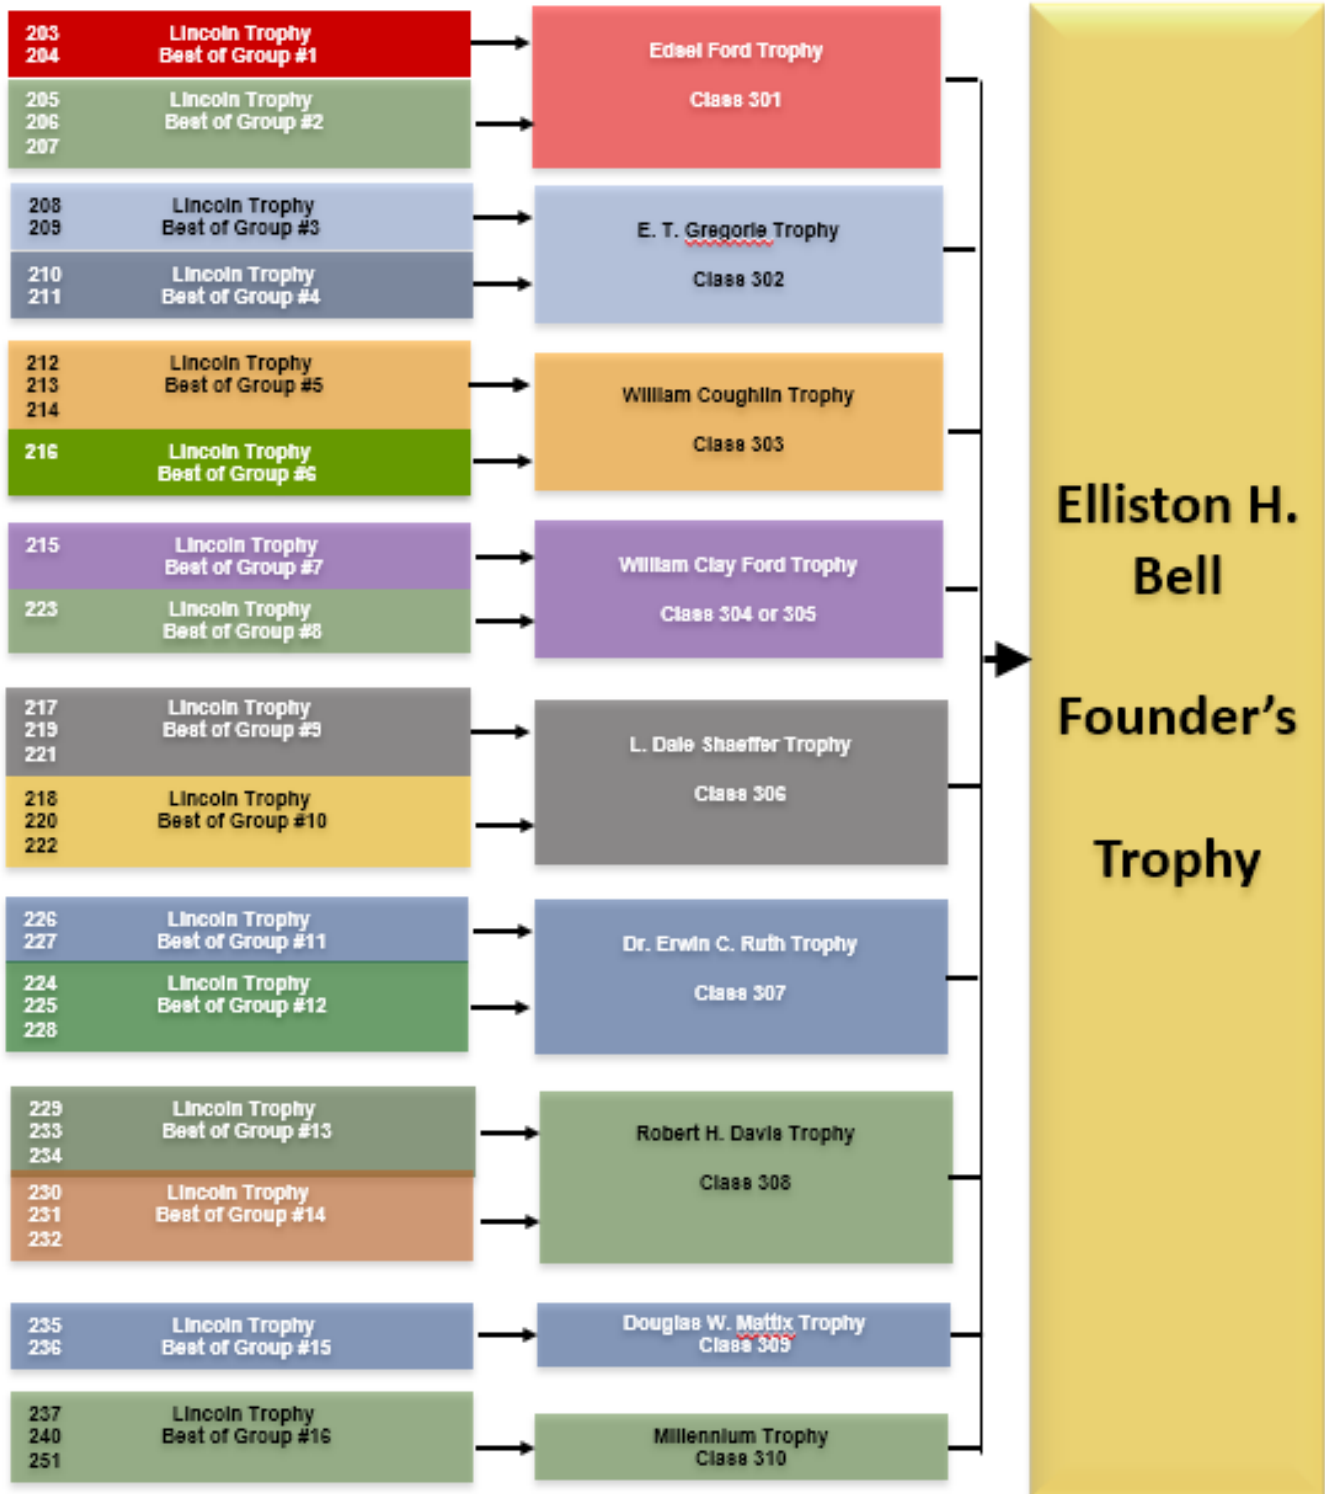 203 Lincoln Trophy
204 Best of Group #1
205 Lincoln Trophy
206 Best of Group #2
207
Edsel Ford Trophy
Class 301
208 Lincoln Trophy
209 Best of Group #3
210 Lincoln Trophy
211 Best of Group #4
E. T. Gregorie Trophy
Class 302
212 Lincoln Trophy
213 Best of Group #5
214
216 Lincoln Trophy
Best of Group #6
William Coughlin Trophy
Class 303
215 Lincoln Trophy
Best of Group #7
223 Lincoln Trophy
Best of Group #8
William Clay Ford Trophy
Class 304 or 305
217 Lincoln Trophy
219 Best of Group #9
221
218 Lincoln Trophy
220 Best of Group #10
222
L. Dale Shaeffer Trophy
Class 306
226 Lincoln Trophy
227 Best of Group #11
224 Lincoln Trophy
225 Best of Group #12
228
Dr. Erwin C. Ruth Trophy
Class 307
229 Lincoln Trophy
233 Best of Group #13
234
230 Lincoln Trophy
231 Best of Group #14
232
Robert H. Davis Trophy
Class 308
235 Lincoln Trophy
236 Best of Group #15
Douglas W. Mattix Trophy
Class 309
237 Lincoln Trophy
240 Best of Group #16
251
Millennium Trophy
Class 310
Elliston H.
Bell
Founder’s
Trophy